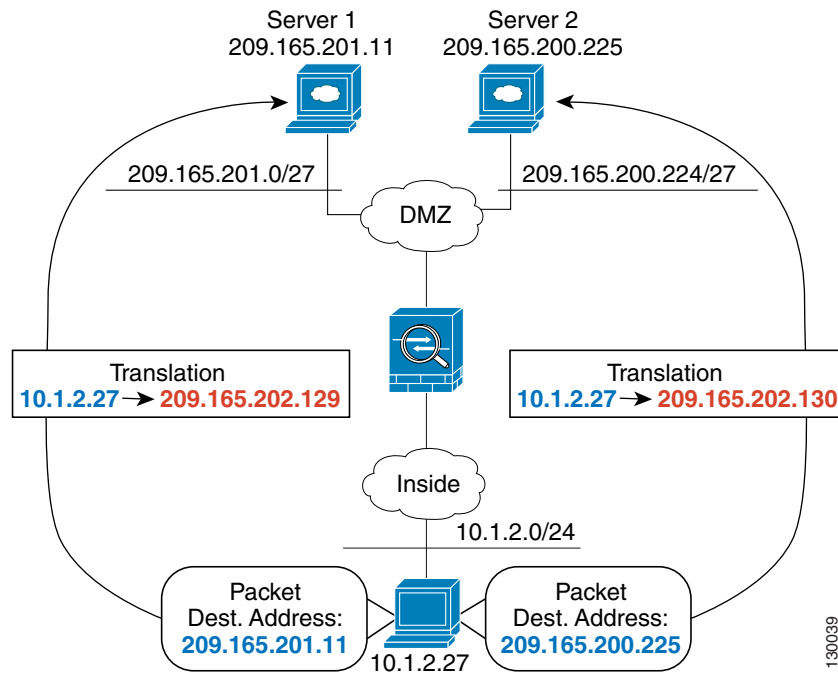 Server 1
209.165.201.11
Server 2
209.165.200.225
209.165.201.0/27
209.165.200.224/27
DMZ
Translation
10.1.2.27 209.165.202.129
Translation
10.1.2.27 209.165.202.130
Inside
10.1.2.0/24
Packet
Dest. Address:
209.165.201.11
Packet
Dest. Address:
209.165.200.225
10.1.2.27
130039